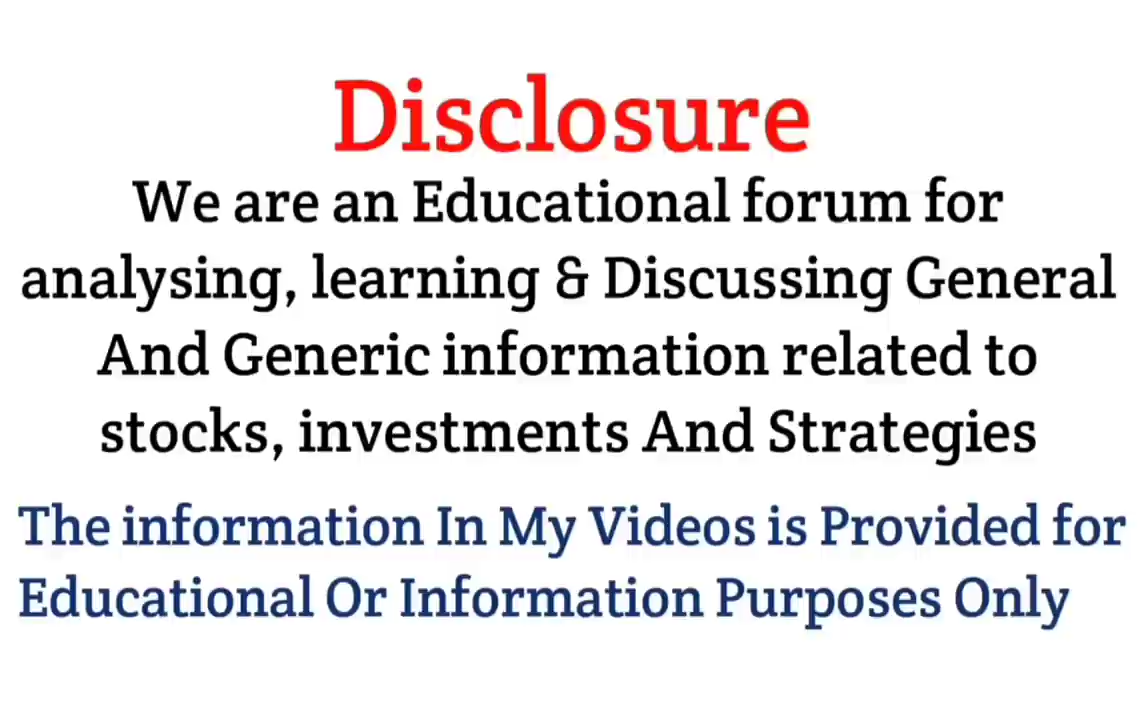 Disclosure
We are an Educational forum for
analysing, learning & Discussing General
And Generic information related to
stocks, investments And Strategies
The information In My Videos is Provided for
Educational Or Information Purposes Only